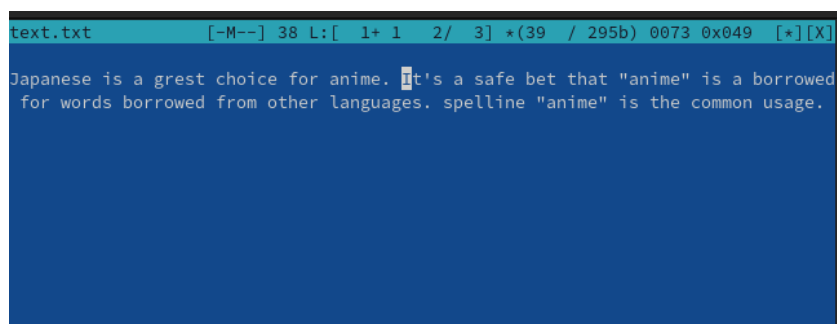 text.txt [-M--] 38 L:[ 1+ 1 2/ 3] *(39 / 295b) 0073 0x049 [*][X]
Japanese is a grest choice for anime. It's a safe bet that "anime" is a borrowed
for words borrowed from other languages. spelline "anime" is the common usage.